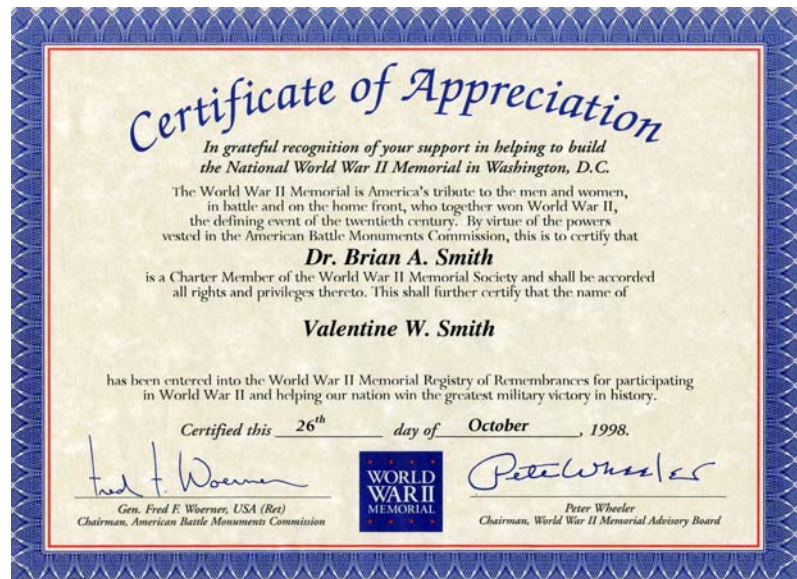 Certificate of Appreciation
In grateful recognition of your support in helping to build
the National World War II Memorial in Washington, D.C.
The World War II Memorial is America's tribute to the men and women,
in battle and on the home front, who together won World War II,
the defining event of the twentieth century. By virtue of the powers
vested in the American Battle Monuments Commission, this is to certify that
Dr. Brian A. Smith
is a Charter Member of the World War II Memorial Society and shall be accorded
all rights and privileges thereto. This shall further certify that the name of
Valentine W. Smith
has been entered into the World War II Memorial Registry of Remembrances for participating
in World War II and helping our nation win the greatest military victory in history.
Certified this 26th day of October, 1998.
Fred F. Woerner
Gen. Fred F. Woerner, USA (Ret)
Chairman, American Battle Monuments Commission
WORLD
WAR II
MEMORIAL
Pete Wheeler
Peter Wheeler
Chairman, World War II Memorial Advisory Board